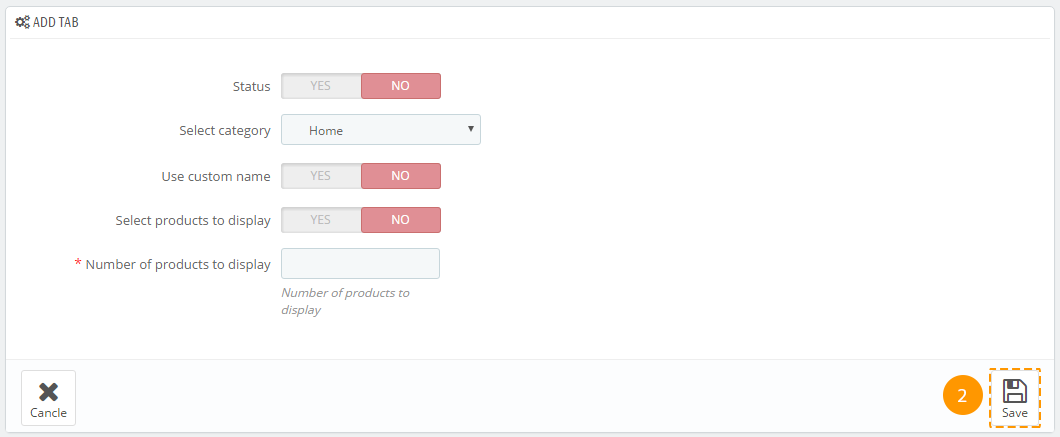 ADD TAB
Status YES NO
Select category Home
Use custom name YES NO
Select products to display YES NO
* Number of products to display
Number of products to
display
Cancle
2
Save